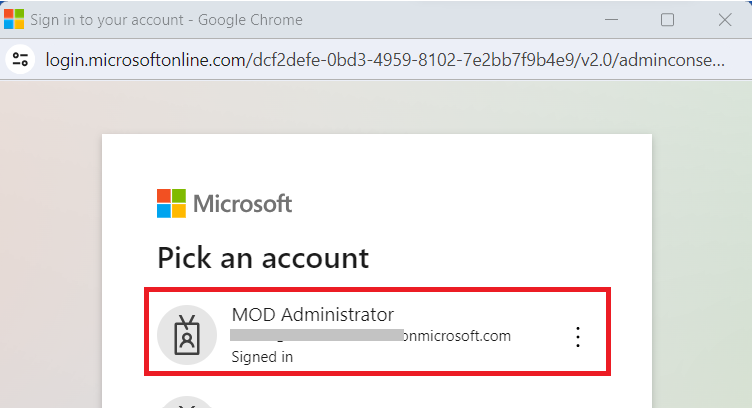 Sign in to your account - Google Chrome
login.microsoftonline.com/dcf2defe-0bd3-4959-8102-7e2bb7f9b4e9/v2.0/adminconse...
Microsoft
Pick an account
MOD Administrator
onmicrosoft.com
Signed in